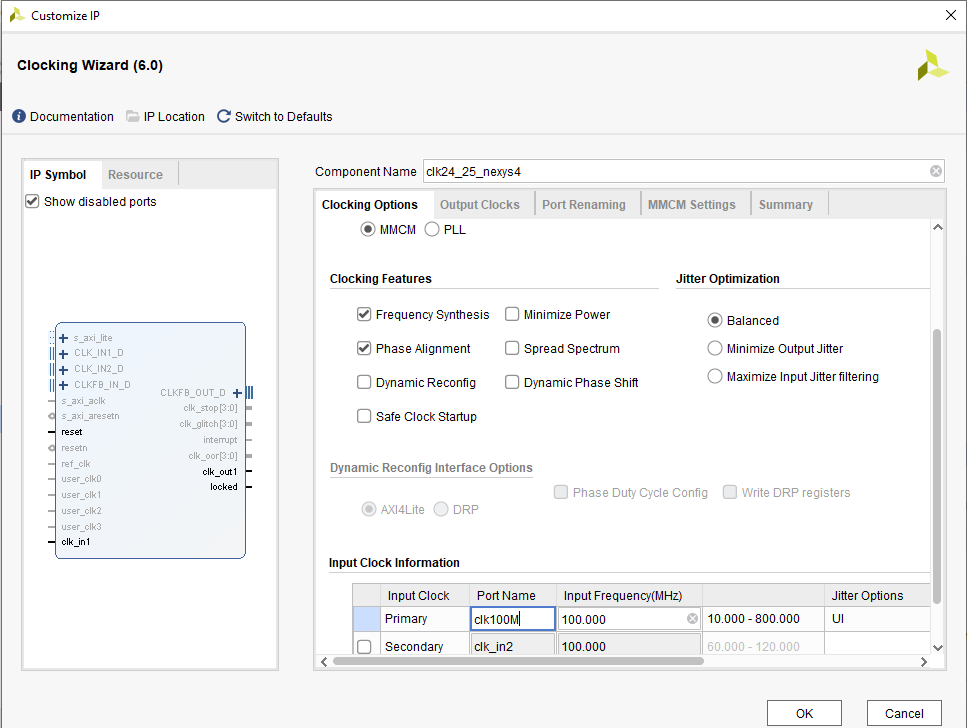 Customize IP
Clocking Wizard (6.0)
Documentation IP Location Switch to Defaults
IP Symbol Resource
Show disabled ports
s_axi_lite
CLK_IN1_D
CLK_IN2_D
CLKFB_IN_D
s_axi_aclk
s_axi_aresetn
reset
resetn
ref_clk
user_clk0
user_clk1
user_clk2
user_clk3
clk_in1
CLKFB_OUT_D
clk_stop[3:0]
clk_glitch[3:0]
interrupt
clk_oor[3:0]
clk_out1
locked
Component Name clk24_25_nexys4
Clocking Options Output Clocks Port Renaming MMCM Settings Summary
MMCM PLL
Clocking Features
Frequency Synthesis Minimize Power
Phase Alignment Spread Spectrum
Dynamic Reconfig Dynamic Phase Shift
Safe Clock Startup
Jitter Optimization
Balanced
Minimize Output Jitter
Maximize Input Jitter filtering
Dynamic Reconfig Interface Options
AXI4Lite DRP
Phase Duty Cycle Config Write DRP registers
Input Clock Information
Input Clock Port Name Input Frequency(MHz) Jitter Options
Primary clk100M 100.000 10.000 - 800.000 UI
Secondary clk_in2 100.000 60.000 - 120.000
OK Cancel